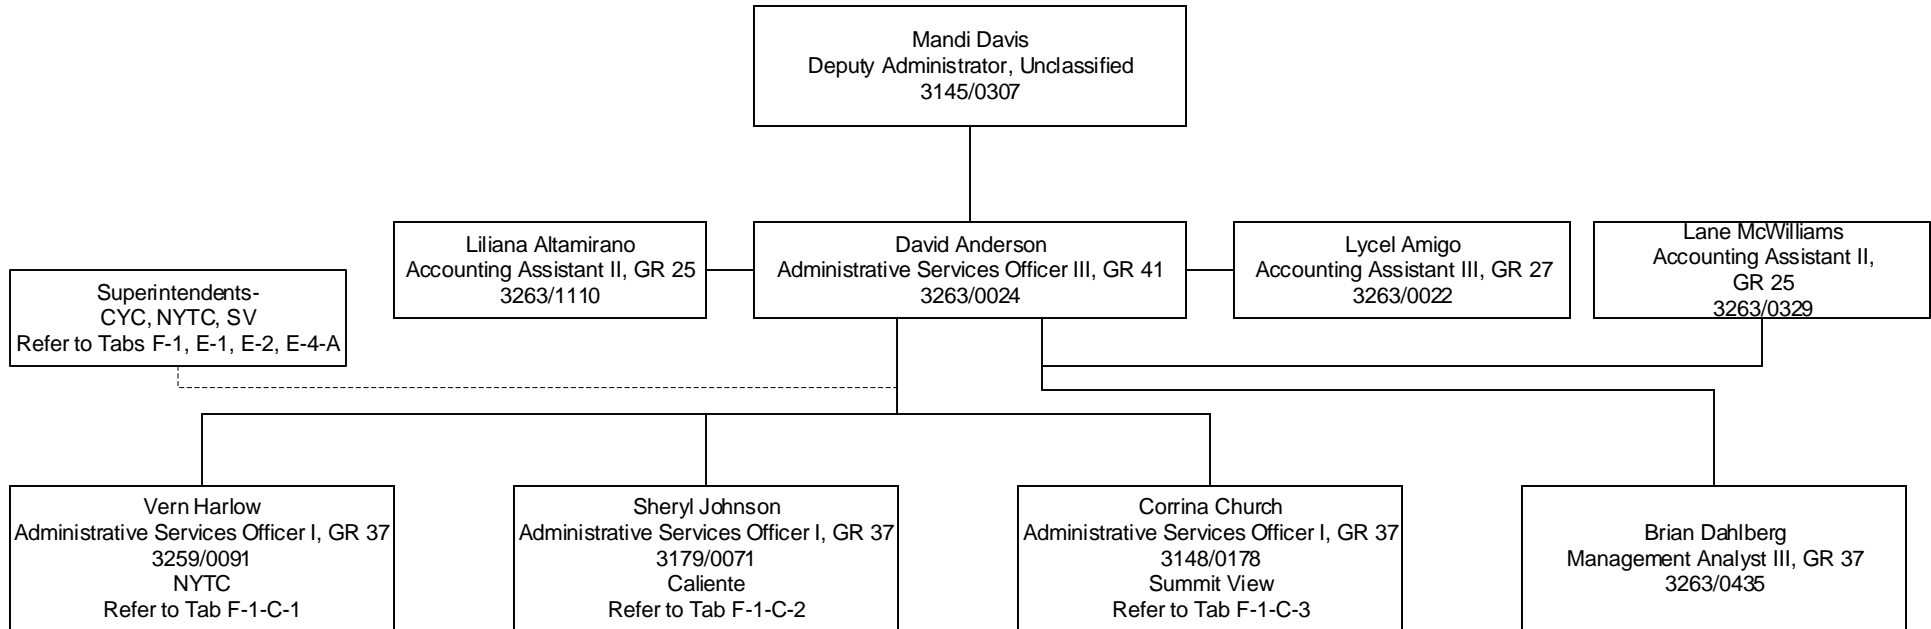 Mandi Davis
Deputy Administrator, Unclassified
3145/0307
Liliana Altamirano
Accounting Assistant II, GR 25
3263/1110
David Anderson
Administrative Services Officer III, GR 41
3263/0024
Lycel Amigo
Accounting Assistant III, GR 27
3263/0022
Lane McWilliams
Accounting Assistant II,
GR 25
3263/0329
Superintendents-
CYC, NYTC, SV
Refer to Tabs F-1, E-1, E-2, E-4-A
Vern Harlow
Administrative Services Officer I, GR 37
3259/0091
NYTC
Refer to Tab F-1-C-1
Sheryl Johnson
Administrative Services Officer I, GR 37
3179/0071
Caliente
Refer to Tab F-1-C-2
Corrina Church
Administrative Services Officer I, GR 37
3148/0178
Summit View
Refer to Tab F-1-C-3
Brian Dahlberg
Management Analyst III, GR 37
3263/0435